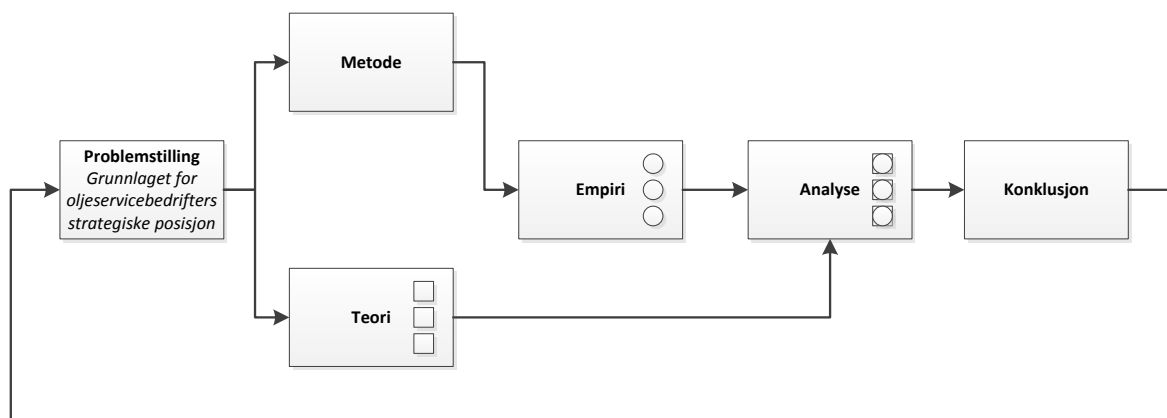 Metode
Problemstilling
Grunnlaget for
oljeservicebedrifters
strategiske posisjon
Empiri
Analyse
Konklusjon
Teori